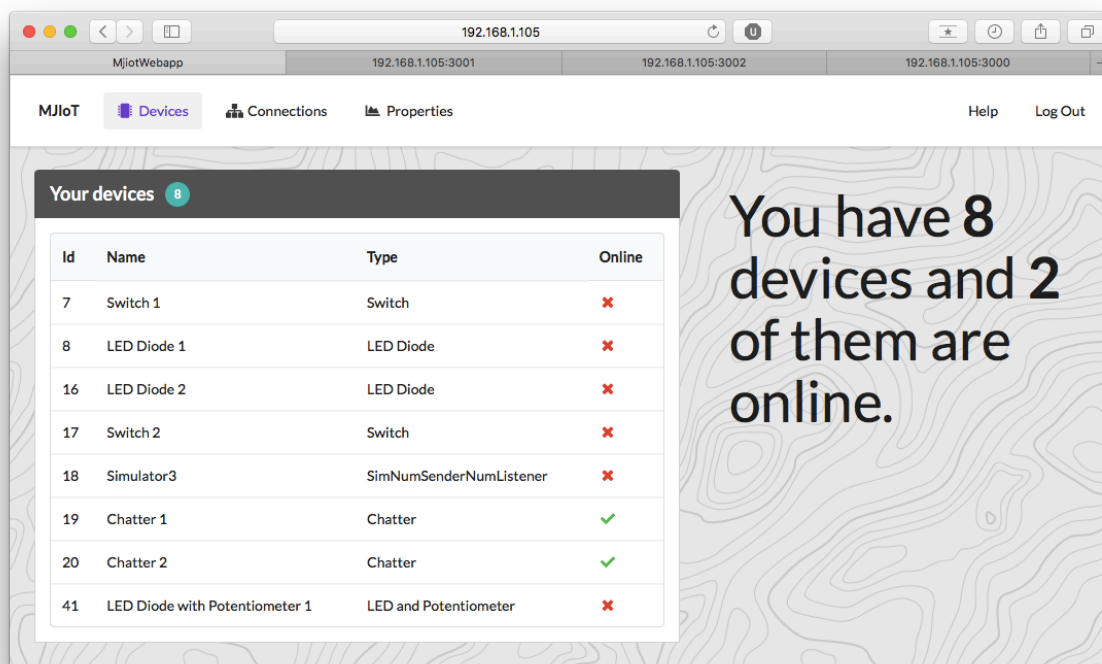 192.168.1.105
MjiotWebapp 192.168.1.105:3001 192.168.1.105:3002 192.168.1.105:3000
MJIoT Devices Connections Properties Help Log Out
Your devices 8
Id Name Type Online
7 Switch 1 Switch
8 LED Diode 1 LED Diode
16 LED Diode 2 LED Diode
17 Switch 2 Switch
18 Simulator3 SimNumSenderNumListener
19 Chatter 1 Chatter
20 Chatter 2 Chatter
41 LED Diode with Potentiometer 1 LED and Potentiometer
You have 8
devices and 2
of them are
online.